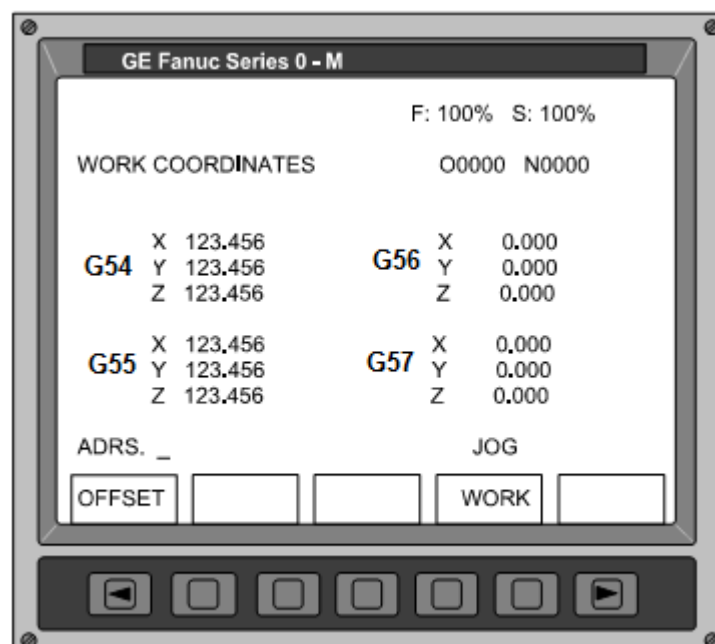 GE Fanuc Series 0 - M
F: 100% S: 100%
WORK COORDINATES O0000 N0000
X 123.456 X 0.000
G54 Y 123.456 G56 Y 0.000
Z 123.456 Z 0.000
X 123.456 X 0.000
G55 Y 123.456 G57 Y 0.000
Z 123.456 Z 0.000
ADRS. _ JOG
OFFSET WORK